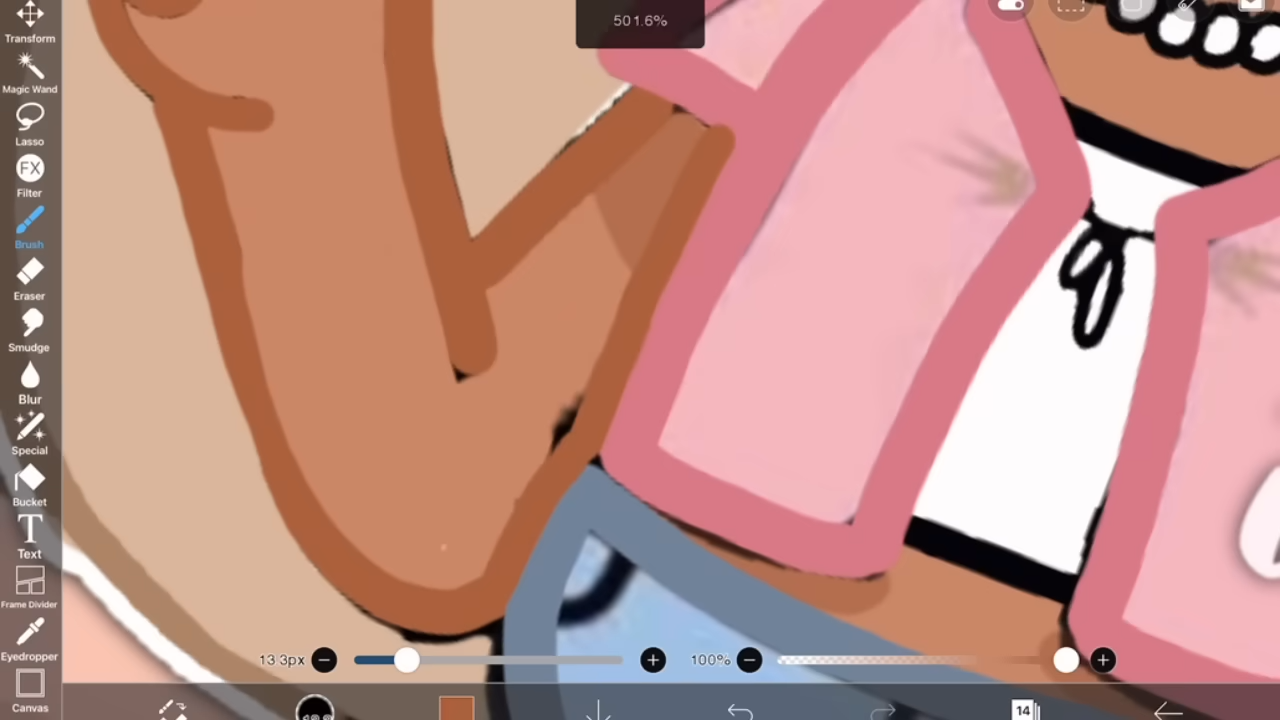 501.6%
Transform
Magic Wand
Lasso
FX
Filter
Brush
Eraser
Smudge
Blur
Special
Bucket
T
Text
Frame Divider
Eyedropper
Canvas
13.3px
100%
14